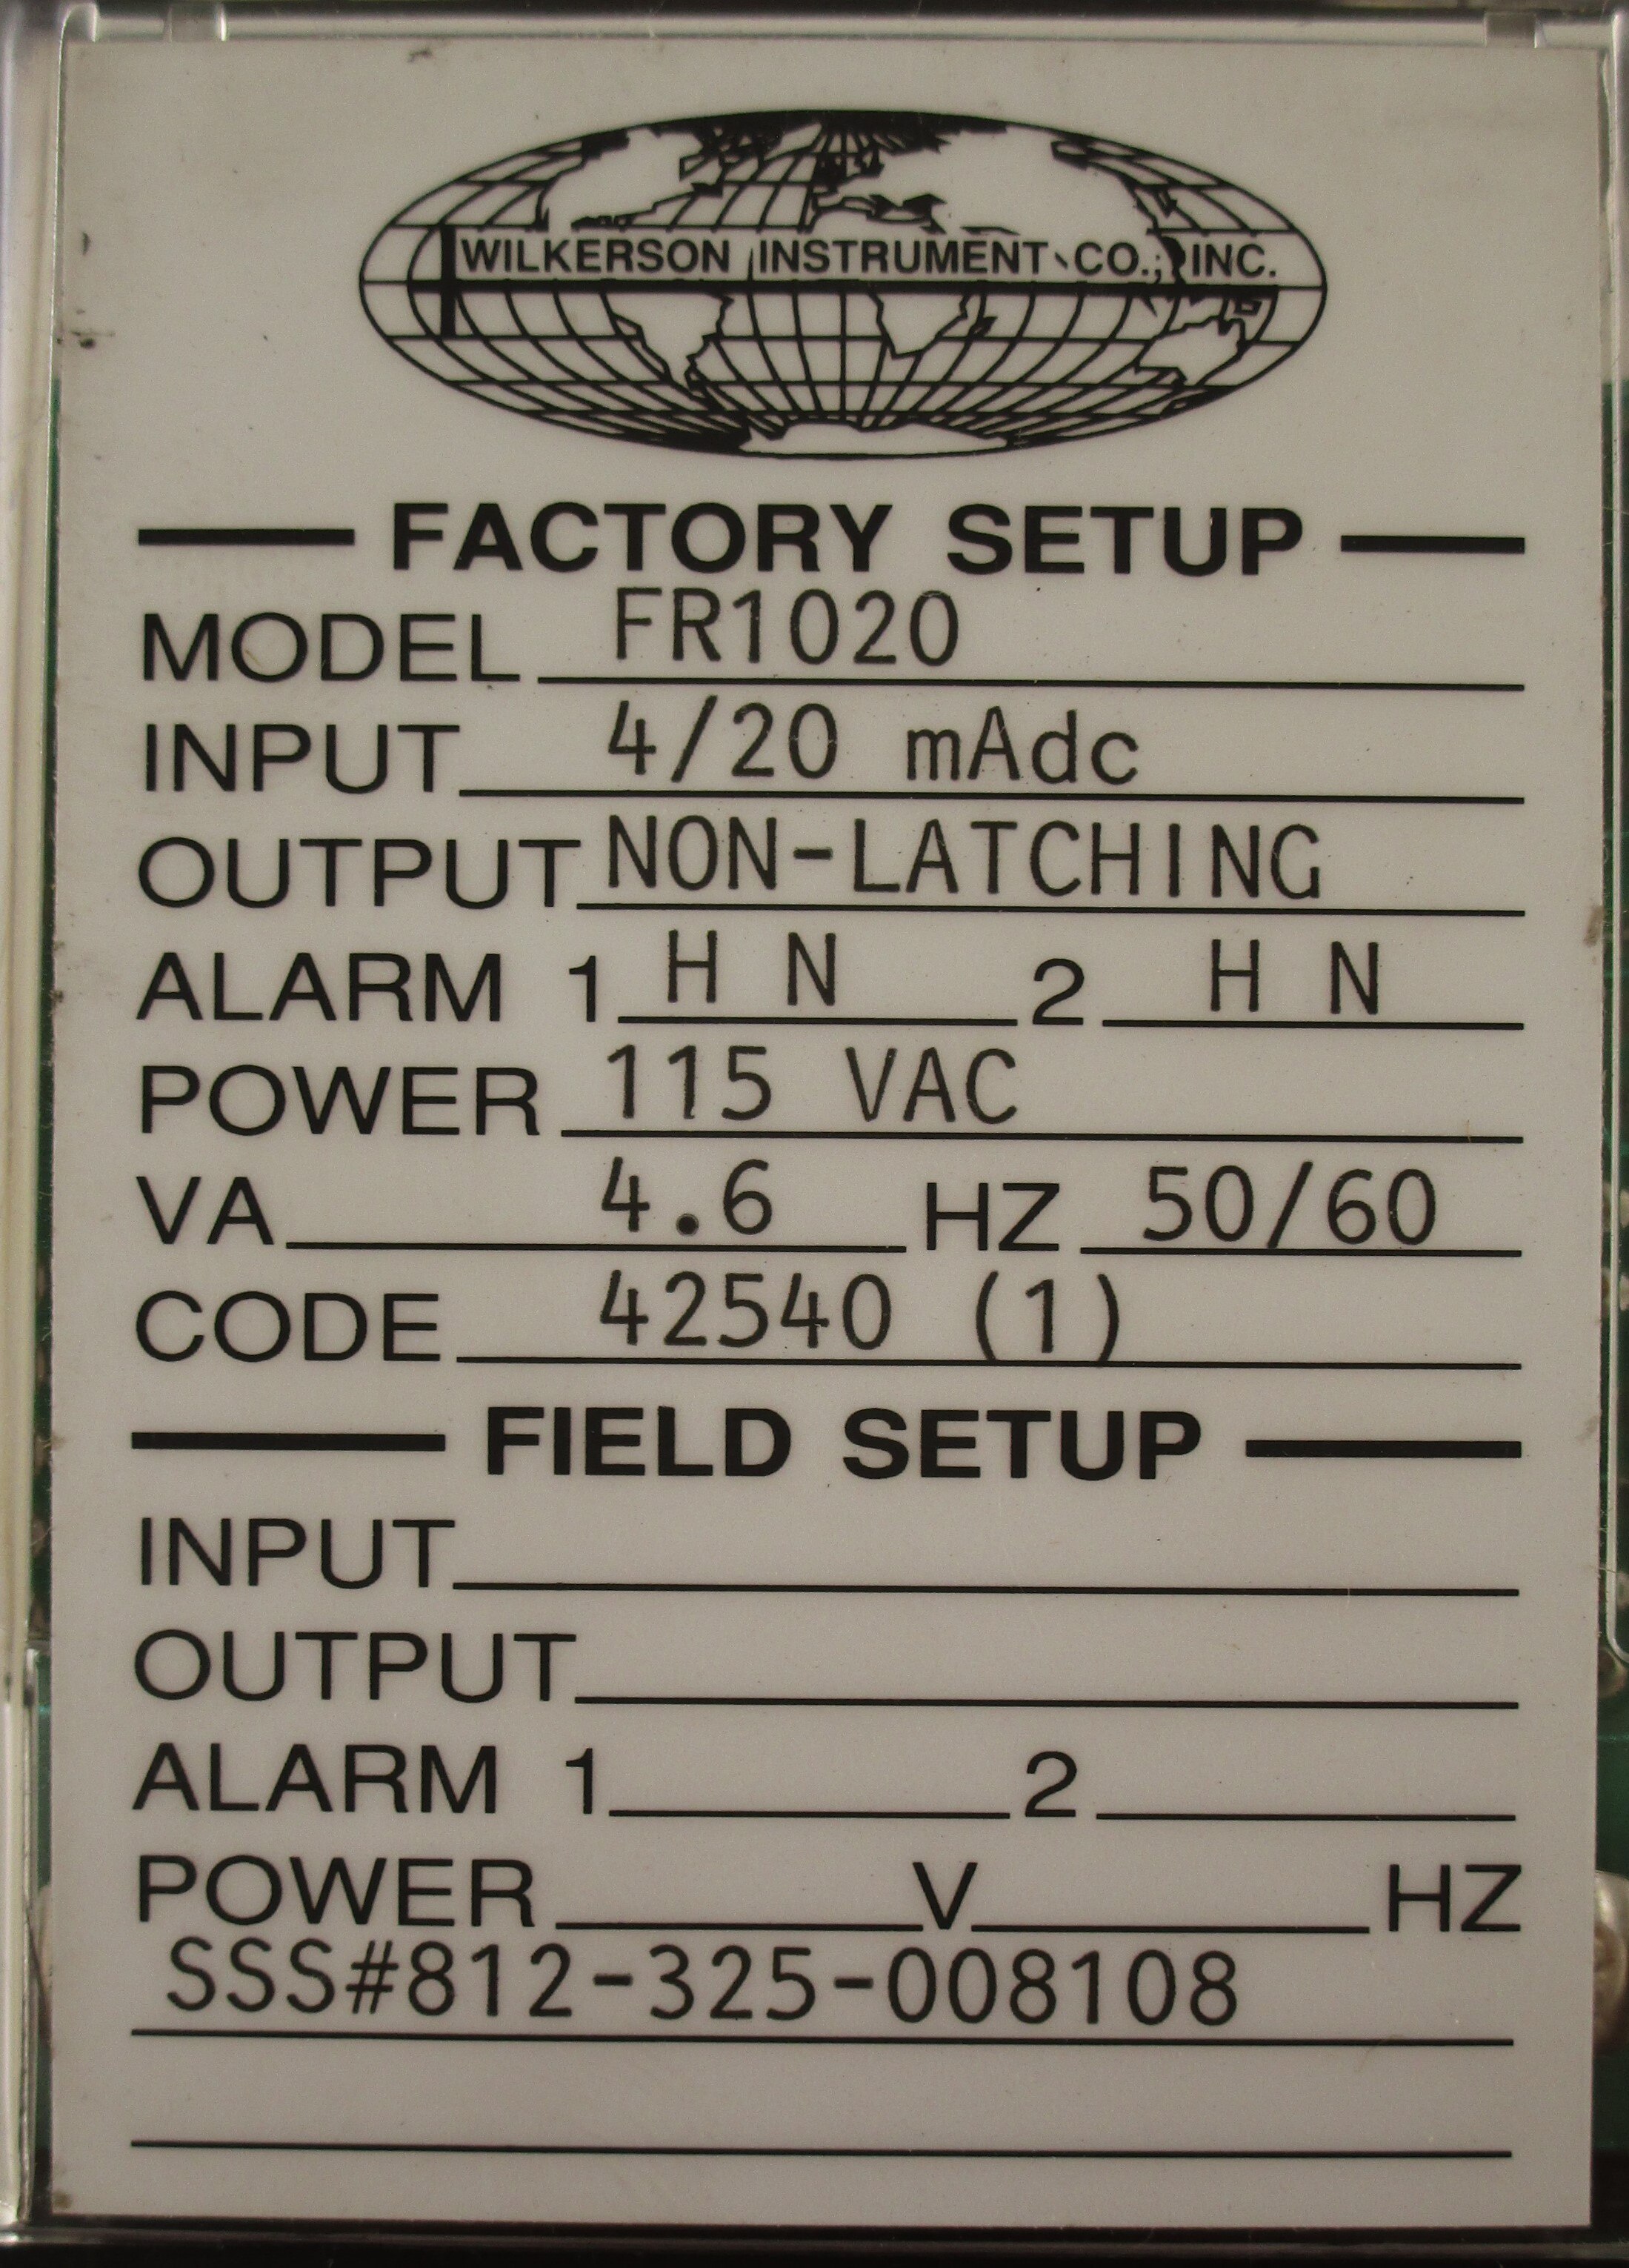 WILKERSON INSTRUMENT CO., INC.
FACTORY SETUP
MODEL FR1020
INPUT 4/20 mAdc
OUTPUT NON-LATCHING
ALARM 1 H N 2 H N
POWER 115 VAC
VA 4.6 HZ 50/60
CODE 42540 (1)
FIELD SETUP
INPUT
OUTPUT
ALARM 1 2
POWER V HZ
SSS#812-325-008108